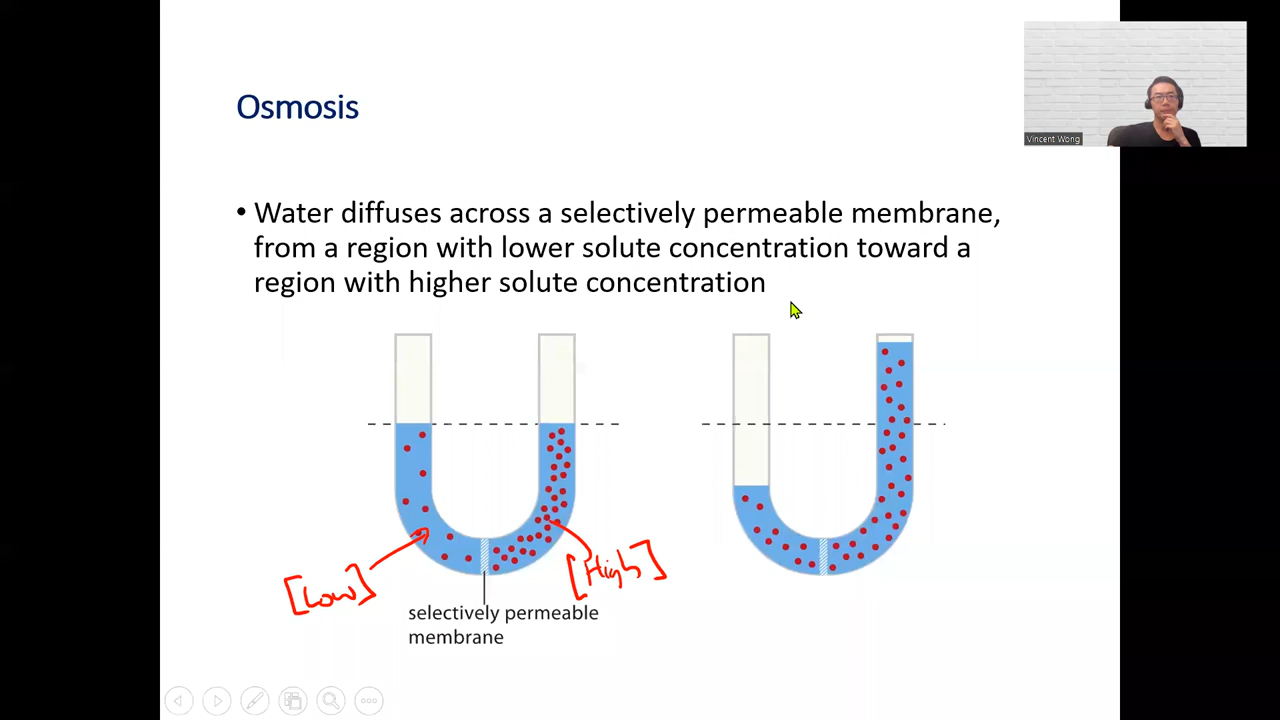 Osmosis
Vincent Wong
• Water diffuses across a selectively permeable membrane,
from a region with lower solute concentration toward a
region with higher solute concentration
[Low]
[High]
selectively permeable
membrane